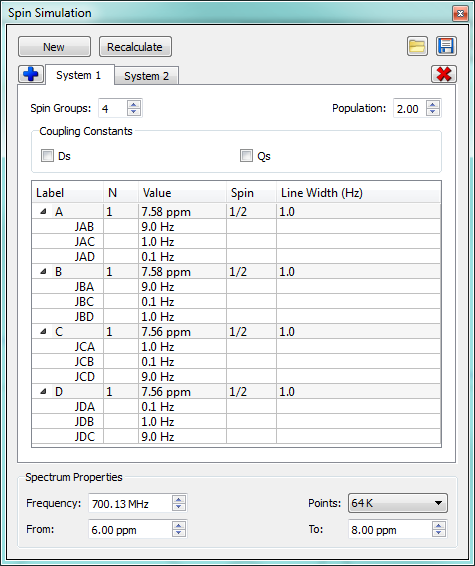 Spin Simulation
New Recalculate
System 1 System 2
Spin Groups: 4 Population: 2.00
Coupling Constants
Ds Qs
Label N Value Spin Line Width (Hz)
A 1 7.58 ppm 1/2 1.0
JAB 9.0 Hz
JAC 1.0 Hz
JAD 0.1 Hz
B 1 7.58 ppm 1/2 1.0
JBA 9.0 Hz
JBC 0.1 Hz
JBD 1.0 Hz
C 1 7.56 ppm 1/2 1.0
JCA 1.0 Hz
JCB 0.1 Hz
JCD 9.0 Hz
D 1 7.56 ppm 1/2 1.0
JDA 0.1 Hz
JDB 1.0 Hz
JDC 9.0 Hz
Spectrum Properties
Frequency: 700.13 MHz Points: 64 K
From: 6.00 ppm To: 8.00 ppm